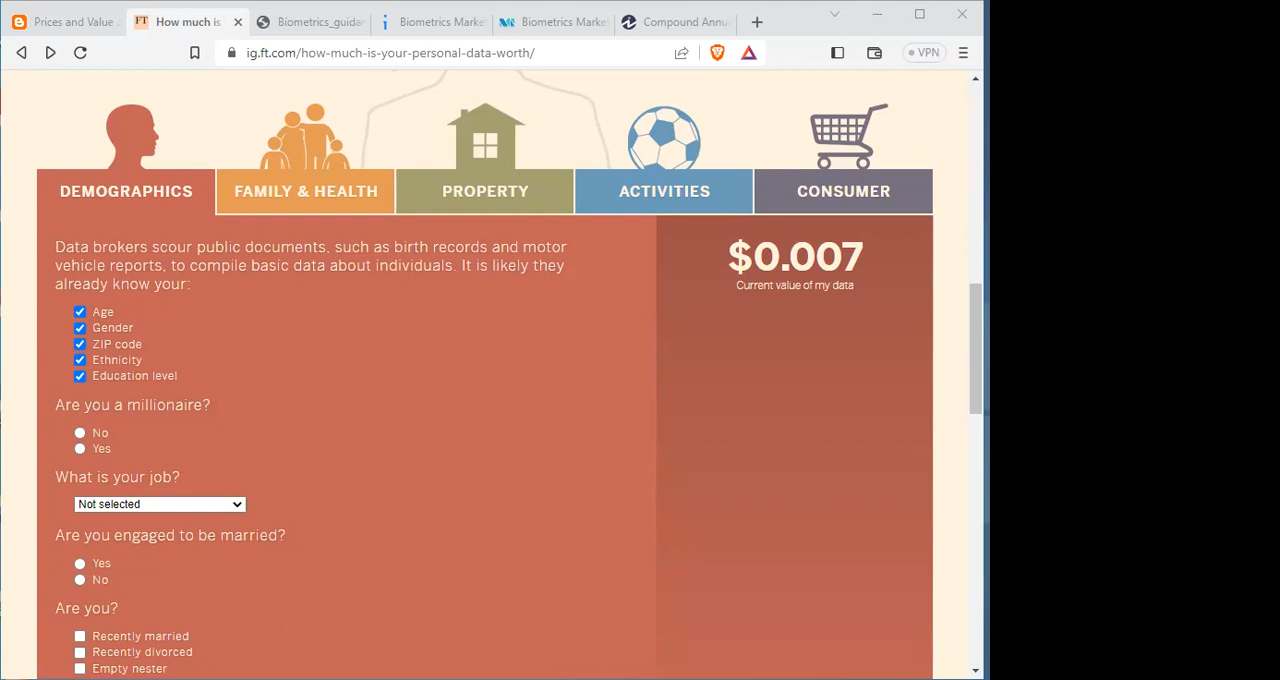 Prices and Value
How much is
Biometrics_guida
Biometrics Market
Biometrics Market
Compound Annu
ig.ft.com/how-much-is-your-personal-data-worth/
VPN
DEMOGRAPHICS
FAMILY & HEALTH
PROPERTY
ACTIVITIES
CONSUMER
Data brokers scour public documents, such as birth records and motor
vehicle reports, to compile basic data about individuals. It is likely they
already know your:
Age
Gender
ZIP code
Ethnicity
Education level
Are you a millionaire?
No
Yes
What is your job?
Not selected
Are you engaged to be married?
Yes
No
Are you?
Recently married
Recently divorced
Empty nester
$0.007
Current value of my data